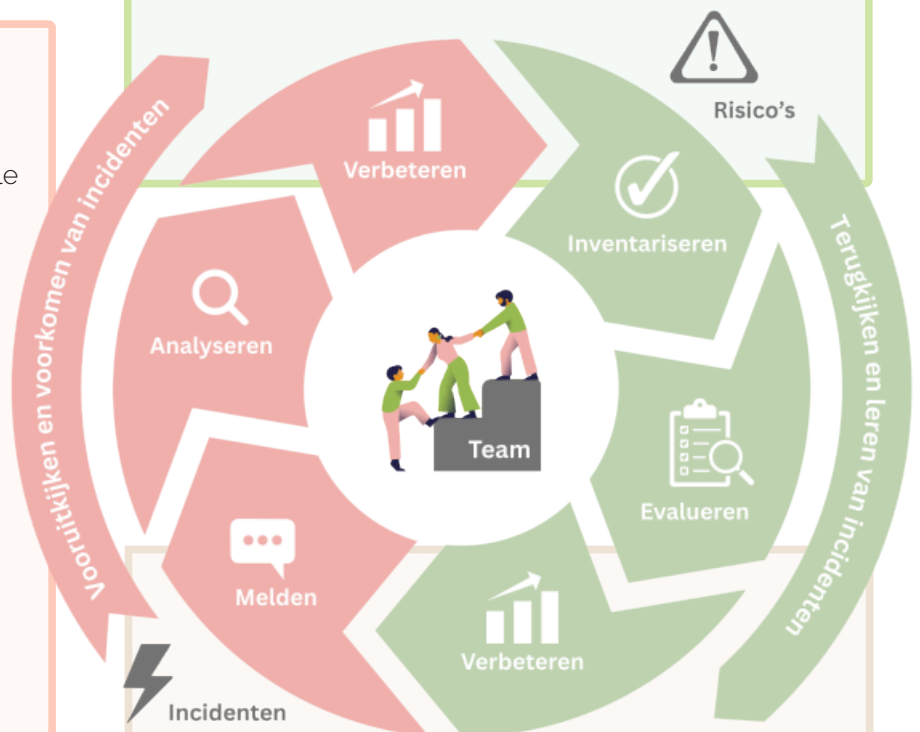 le
Risico's
Verbeteren
Inventariseren
Vooruitkijken en voorkomen van incidenten
Terugkijken en leren van incidenten
Analyseren
Team
Evalueren
Melden
Verbeteren
Incidenten